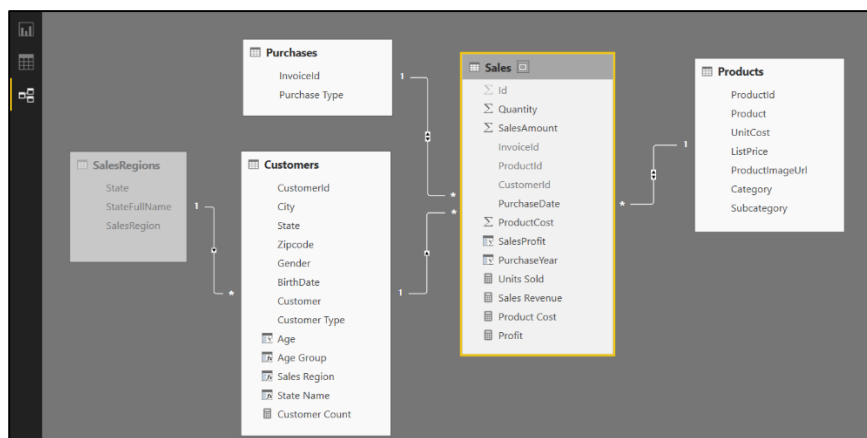 Purchases
InvoiceId
Purchase Type
1
*
SalesRegions
State
StateFullName
SalesRegion
1
*
Customers
CustomerId
City
State
Zipcode
Gender
BirthDate
Customer
Customer Type
Age
Age Group
Sales Region
State Name
Customer Count
1
*
Sales
Σ Id
Σ Quantity
Σ SalesAmount
InvoiceId
ProductId
CustomerId
PurchaseDate
Σ ProductCost
SalesProfit
PurchaseYear
Units Sold
Sales Revenue
Product Cost
Profit
*
1
Products
ProductId
Product
UnitCost
ListPrice
ProductImageUrl
Category
Subcategory